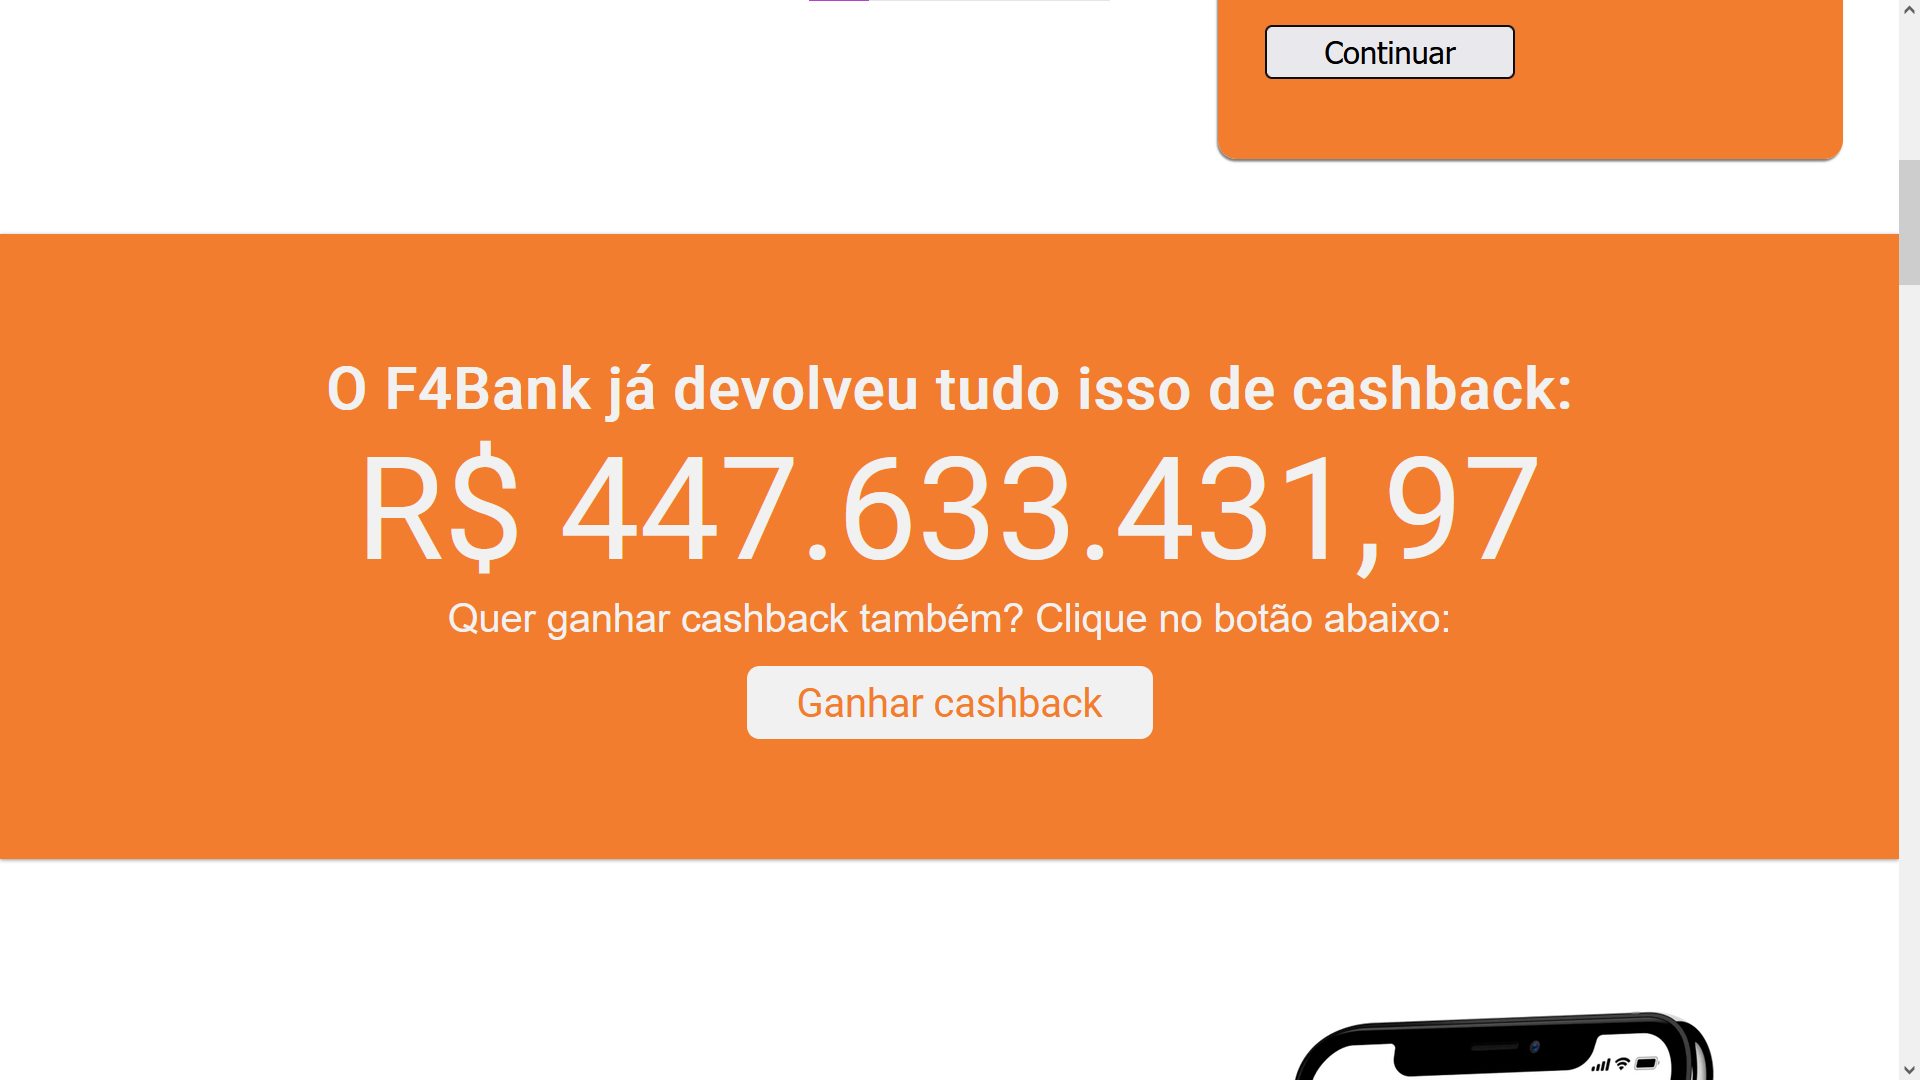 Continuar
O F4Bank já devolveu tudo isso de cashback:
R$ 447.633.431,97
Quer ganhar cashback também? Clique no botão abaixo:
Ganhar cashback